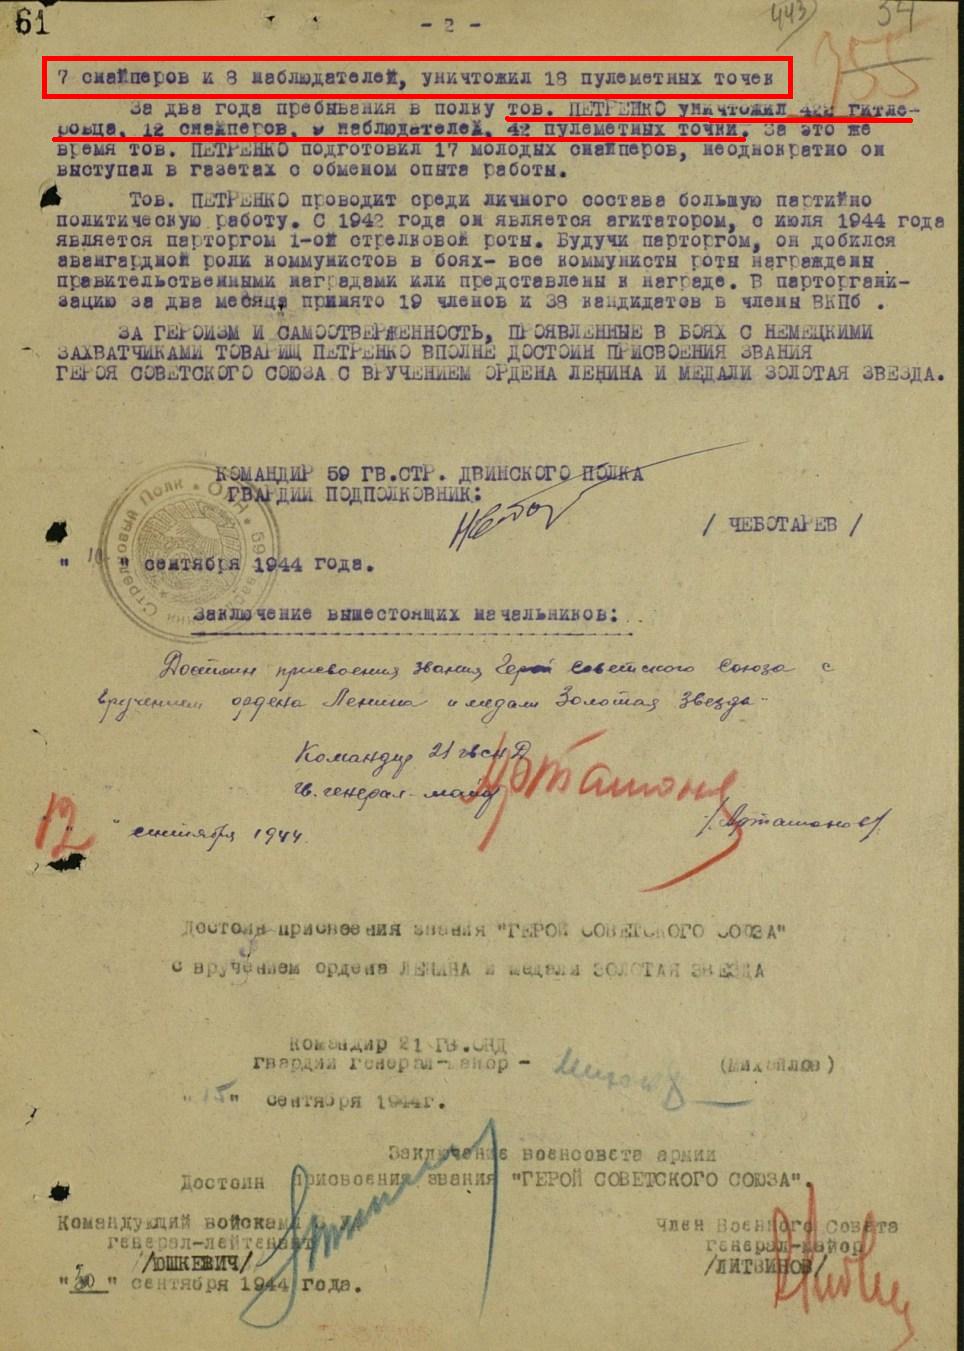 61
- 2 -
443
34
755
7 снайперов и 8 наблюдателей, уничтожил 18 пулеметных точек
За два года пребывания в полку тов. ПЕТРЕНКО уничтожил 422 гитле-
ровца, 12 снайперов, наблюдателей, 42 пулеметных точки. За это же
время тов. ПЕТРЕНКО подготовил 17 молодых снайперов, неоднократно он
выступал в газетах с обменом опыта работы.
Тов. ПЕТРЕНКО проводит среди личного состава большую партийно
политическую работу. С 1942 года он является агитатором, с июля 1944 года
является парторгом 1-ой стрелковой роты. Будучи парторгом, он добился
авангардной роли коммунистов в боях- все коммунисты роты награждены
правительственными наградами или представлены к награде. В парторгани-
зацию за два месяца принято 19 членов и 38 кандидатов в члены ВКПб .
ЗА ГЕРОИЗМ И САМООТВЕРЖЕННОСТЬ, ПРОЯВЛЕННЫЕ В БОЯХ С НЕМЕЦКИМИ
ЗАХВАТЧИКАМИ ТОВАРИЩ ПЕТРЕНКО ВПОЛНЕ ДОСТОИН ПРИСВОЕНИЯ ЗВАНИЯ
ГЕРОЯ СОВЕТСКОГО СОЮЗА С ВРУЧЕНИЕМ ОРДЕНА ЛЕНИНА И МЕДАЛИ ЗОЛОТАЯ ЗВЕЗДА.
КОМАНДИР 59 ГВ.СТР. ДВИНСКОГО ПОЛКА
ГВАРДИИ ПОДПОЛКОВНИК:
/ ЧЕБОТАРЕВ /
" 10 " сентября 1944 года.
Заключение вышестоящих начальников:
Достоин присвоения звания Герой Советского Союза с
вручением ордена Ленина и медали Золотая Звезда.
Командир 21 гвсд
гв. генерал-майор
/Арташонов/
12 " сентября 1944
Достоин присвоения звания "ГЕРОЙ СОВЕТСКОГО СОЮЗА"
с вручением ордена ЛЕНИНА и медали ЗОЛОТАЯ ЗВЕЗДА
Командир 21 ГВ.
гвардии генерал-майор -
(Михайлов)
" 15 " сентября 1944г.
Заключение военсовета армии
Достоин присвоения звания "ГЕРОЙ СОВЕТСКОГО СОЮЗА".
Командующий войсками
генерал-лейтенант
/ЮШКЕВИЧ/
Член Военного Совета
генерал-майор
/ЛИТВИНОВ/
"30" сентября 1944 года.